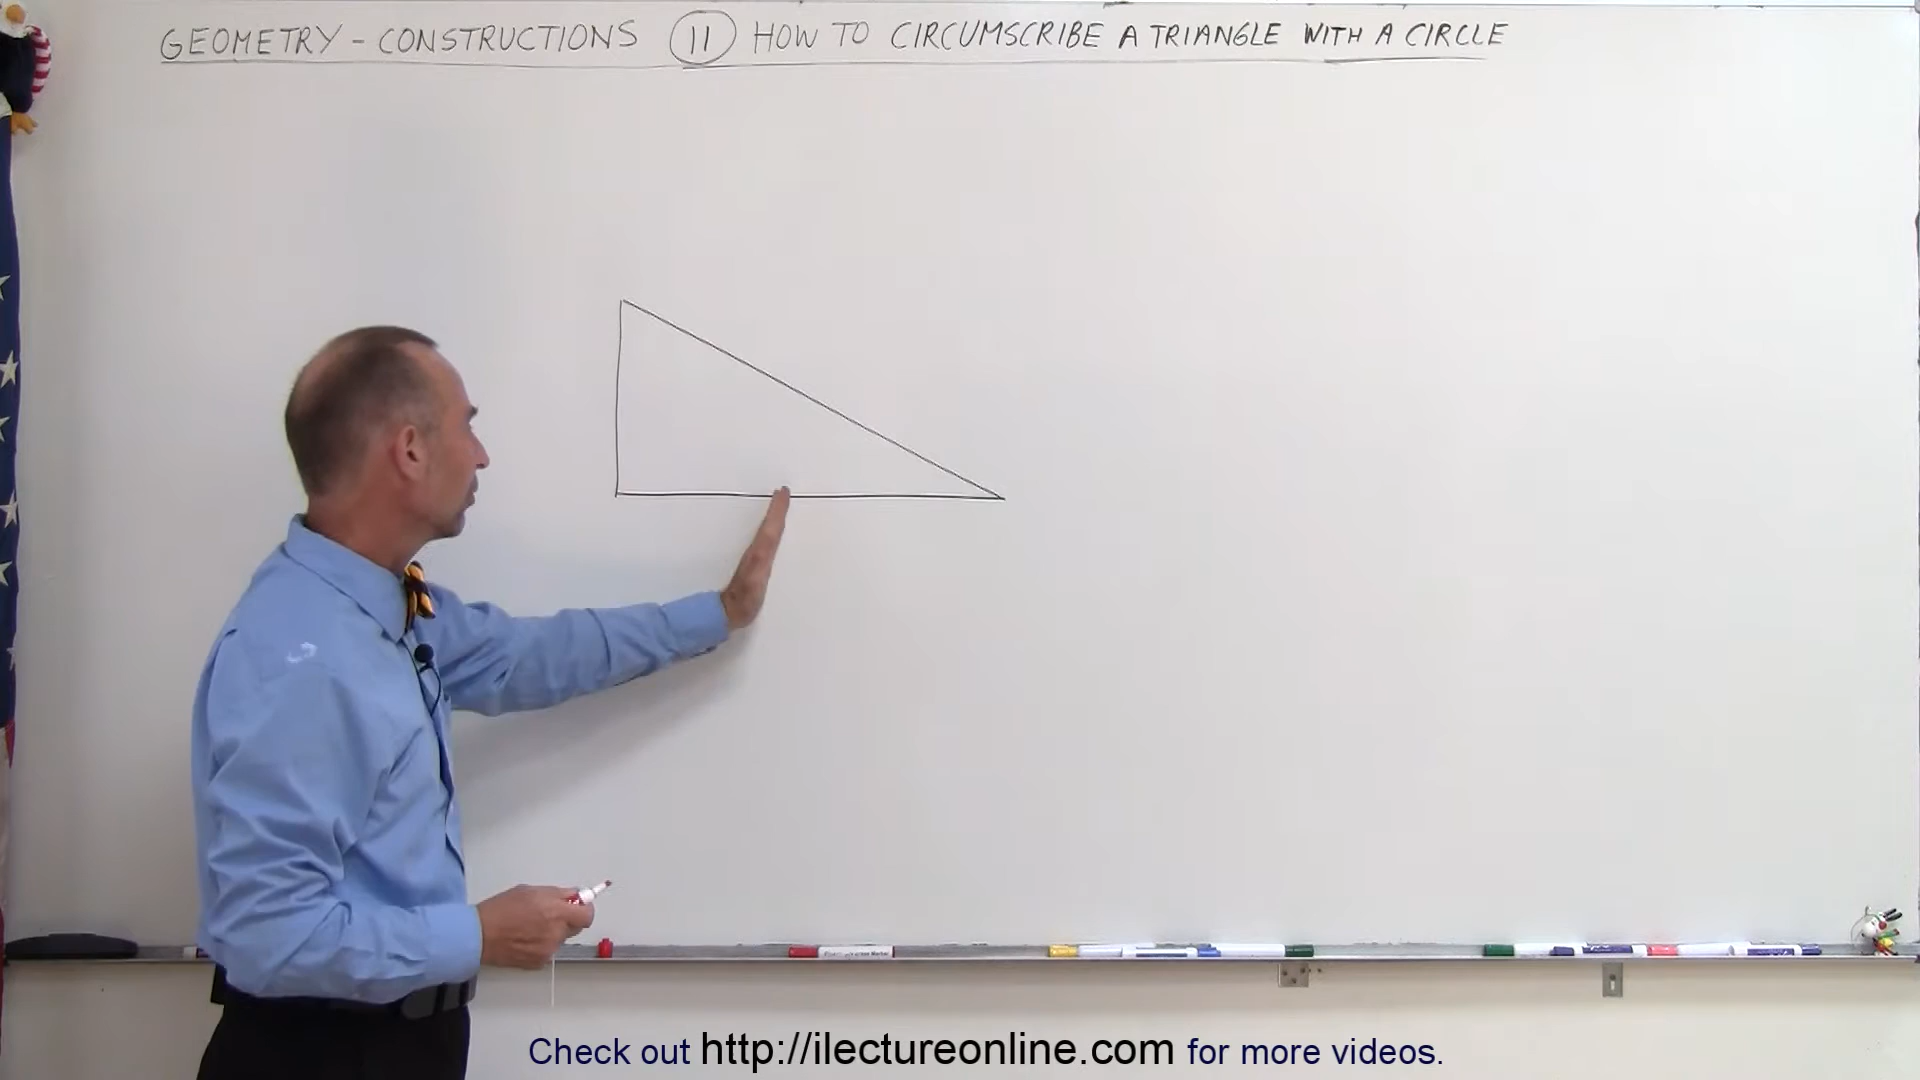 GEOMETRY - CONSTRUCTIONS 11 HOW TO CIRCUMSCRIBE A TRIANGLE WITH A CIRCLE
Check out http://ilectureonline.com for more videos.